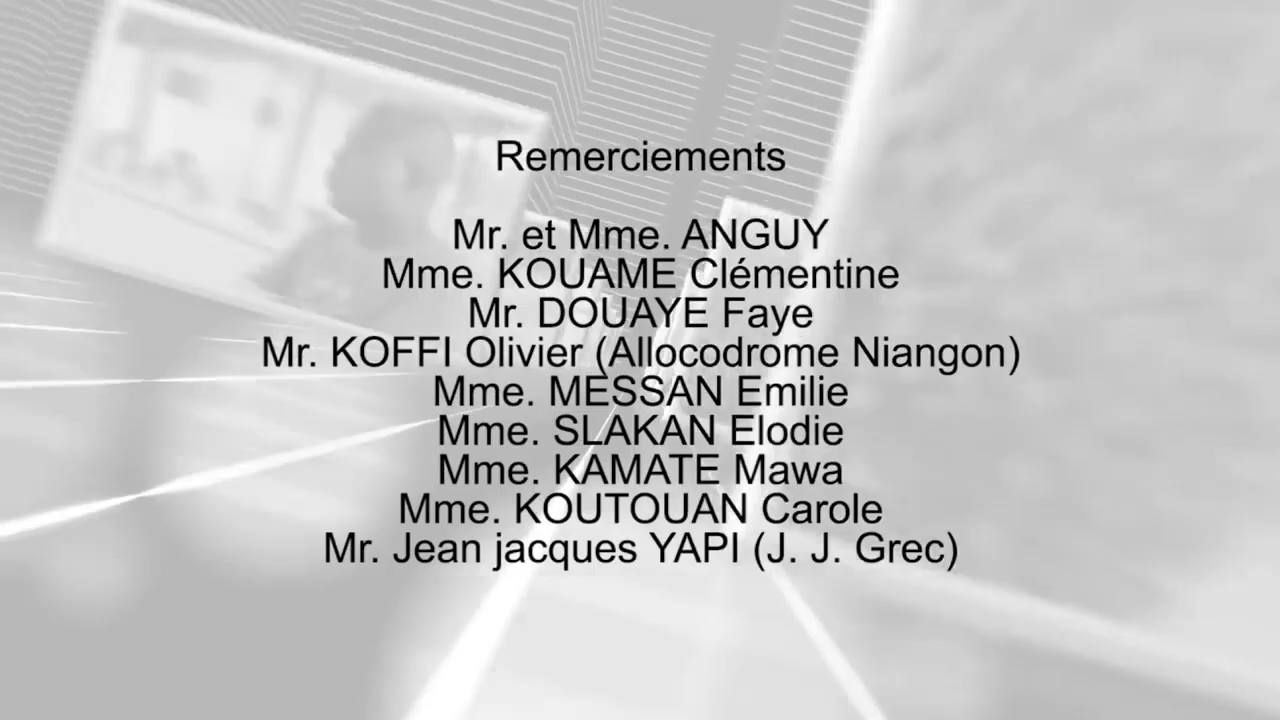 Remerciements
Mr. et Mme. ANGUY
Mme. KOUAME Clémentine
Mr. DOUAYE Faye
Mr. KOFFI Olivier (Allocodrome Niangon)
Mme. MESSAN Emilie
Mme. SLAKAN Elodie
Mme. KAMATE Mawa
Mme. KOUTOUAN Carole
Mr. Jean jacques YAPI (J. J. Grec)